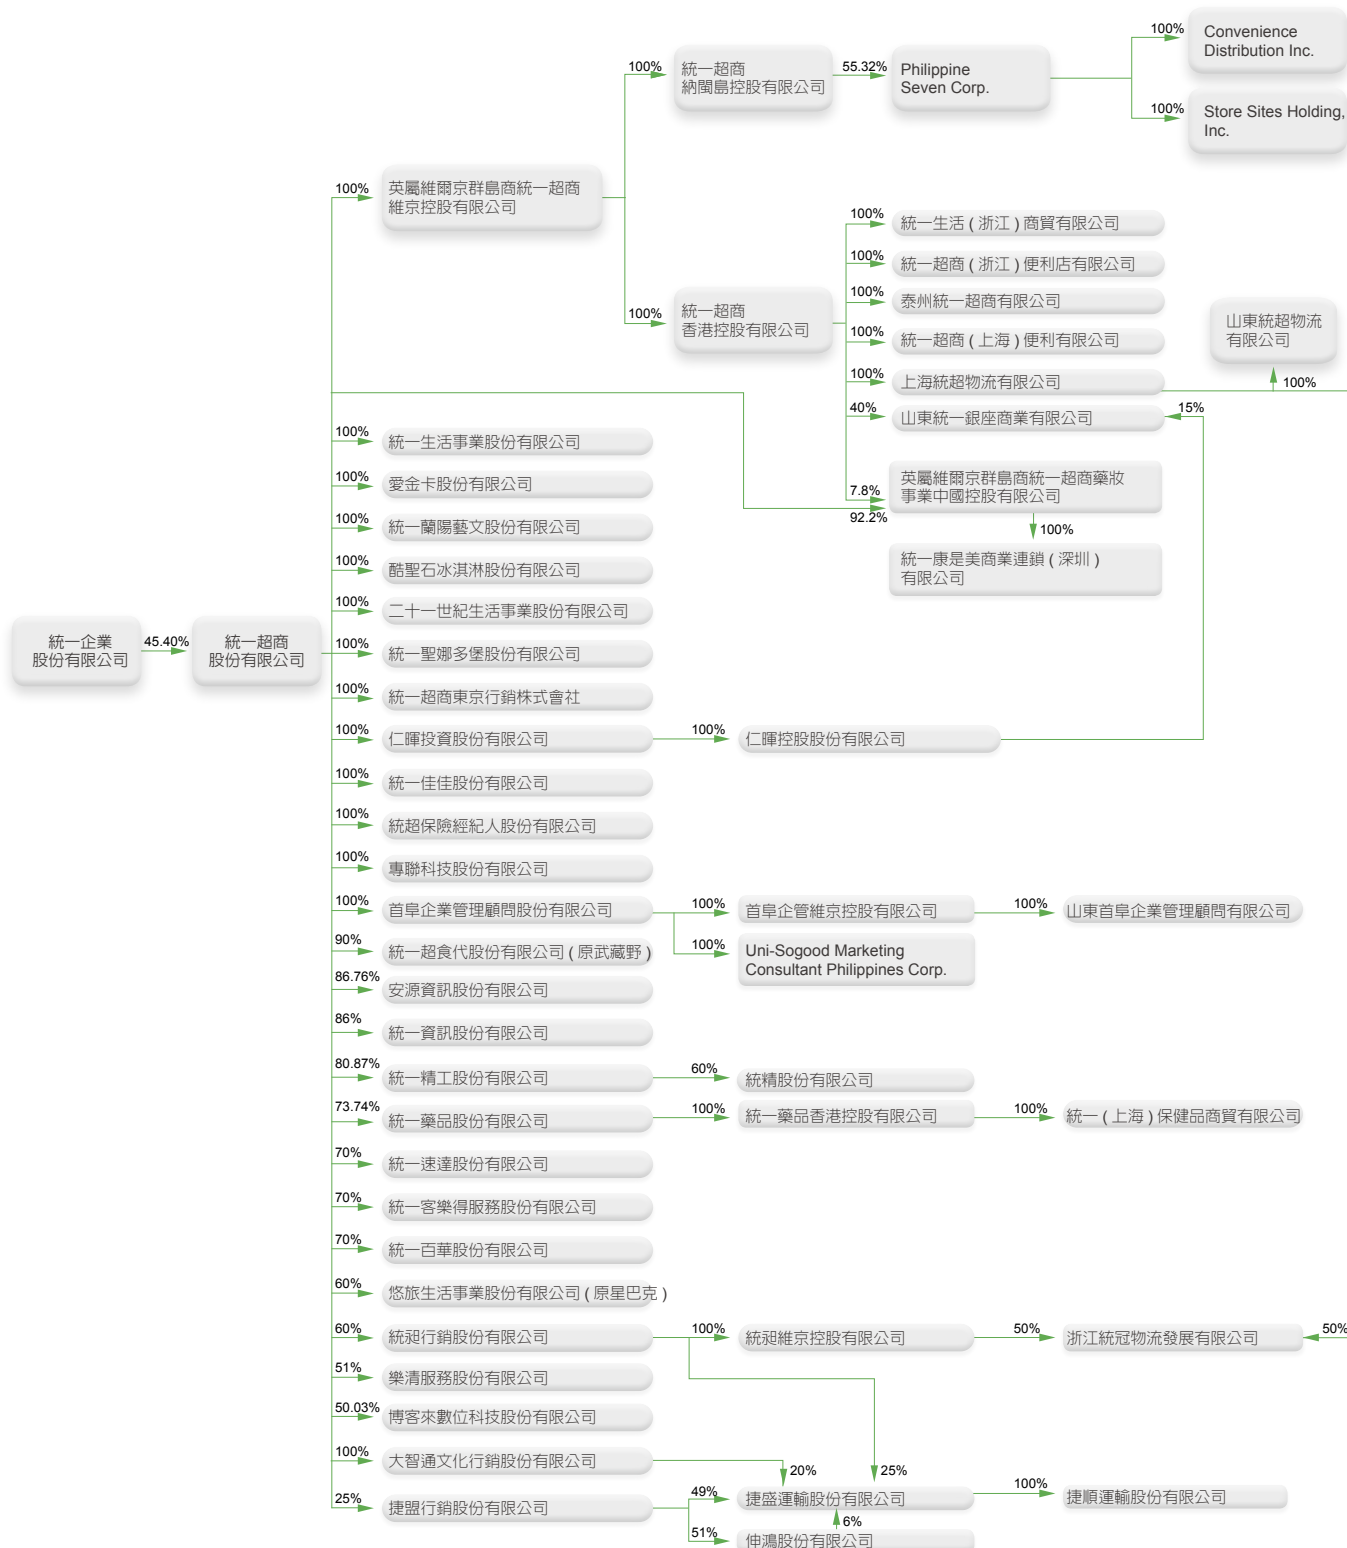 100%
Convenience
Distribution Inc.
100%
統一超商
納閩島控股有限公司
55.32%
Philippine
Seven Corp.
100%
Store Sites Holding,
Inc.
100%
英屬維爾京群島商統一超商
維京控股有限公司
100%
統一生活 ( 浙江 ) 商貿有限公司
100%
統一超商 ( 浙江 ) 便利店有限公司
100%
泰州統一超商有限公司
100%
統一超商
香港控股有限公司
100%
統一超商 ( 上海 ) 便利有限公司
山東統超物流
有限公司
100%
上海統超物流有限公司
100%
40%
山東統一銀座商業有限公司
15%
100%
統一生活事業股份有限公司
7.8%
92.2%
英屬維爾京群島商統一超商藥妝
事業中國控股有限公司
100%
愛金卡股份有限公司
100%
統一蘭陽藝文股份有限公司
100%
統一康是美商業連鎖 ( 深圳 )
有限公司
100%
酷聖石冰淇淋股份有限公司
100%
二十一世紀生活事業股份有限公司
統一企業
股份有限公司
45.40%
統一超商
股份有限公司
100%
統一聖娜多堡股份有限公司
100%
統一超商東京行銷株式會社
100%
仁暉投資股份有限公司
100%
仁暉控股股份有限公司
100%
統一佳佳股份有限公司
100%
統超保險經紀人股份有限公司
100%
專聯科技股份有限公司
100%
首阜企業管理顧問股份有限公司
100%
首阜企管維京控股有限公司
100%
山東首阜企業管理顧問有限公司
90%
統一超食代股份有限公司 ( 原武藏野 )
100%
Uni-Sogood Marketing
Consultant Philippines Corp.
86.76%
安源資訊股份有限公司
86%
統一資訊股份有限公司
80.87%
統一精工股份有限公司
60%
統精股份有限公司
73.74%
統一藥品股份有限公司
100%
統一藥品香港控股有限公司
100%
統一 ( 上海 ) 保健品商貿有限公司
70%
統一速達股份有限公司
70%
統一客樂得服務股份有限公司
70%
統一百華股份有限公司
60%
悠旅生活事業股份有限公司 ( 原星巴克 )
60%
統昶行銷股份有限公司
100%
統昶維京控股有限公司
50%
浙江統冠物流發展有限公司
50%
51%
樂清服務股份有限公司
50.03%
博客來數位科技股份有限公司
100%
大智通文化行銷股份有限公司
20%
25%
25%
捷盟行銷股份有限公司
49%
捷盛運輸股份有限公司
100%
捷順運輸股份有限公司
6%
51%
伸鴻股份有限公司